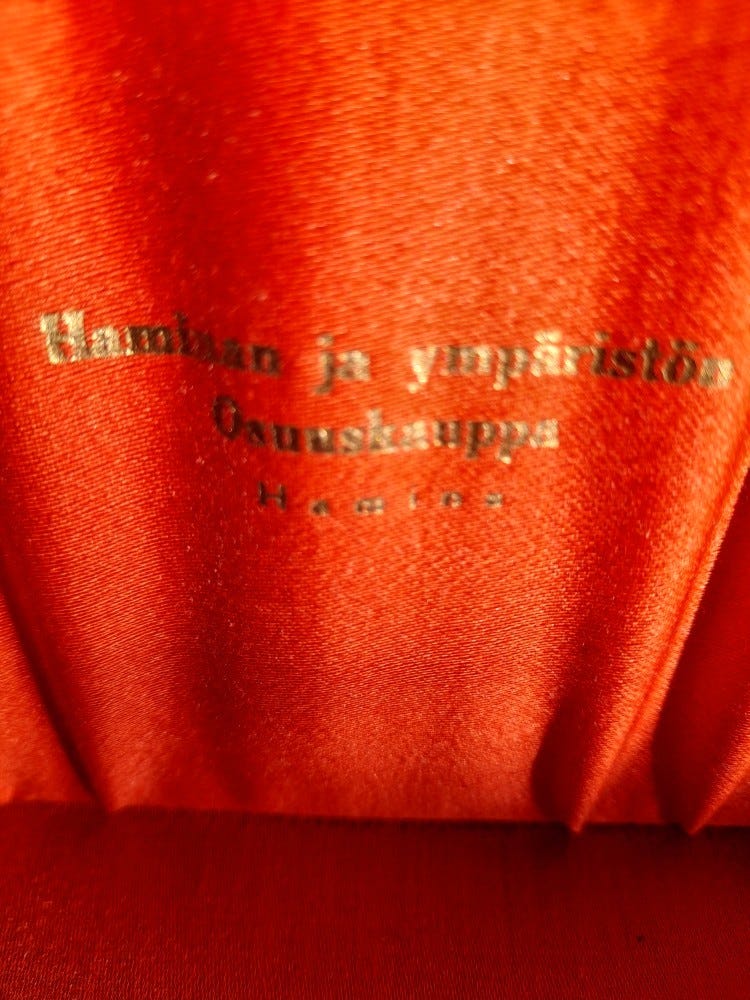 Haminan ja ympäristön
Osuuskauppa
Hamina